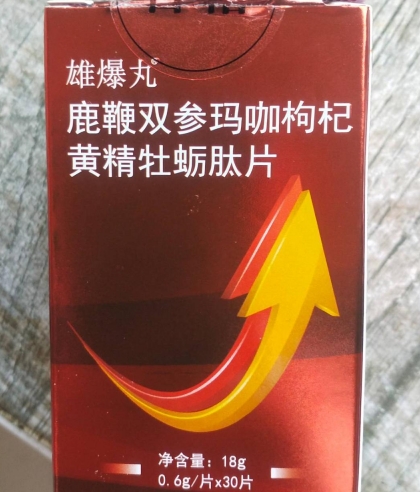 雄爆丸
鹿鞭双参玛咖枸杞
黄精牡蛎肽片
净含量：18g
0.6g/片x30片